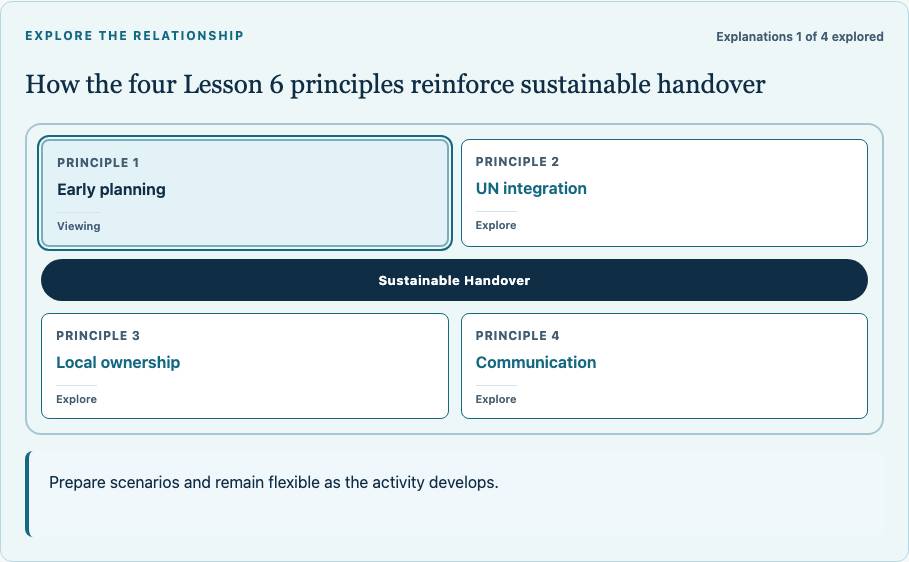 EXPLORE THE RELATIONSHIP
Explanations 1 of 4 explored
How the four Lesson 6 principles reinforce sustainable handover
PRINCIPLE 1
Early planning
Viewing
PRINCIPLE 2
UN integration
Explore
Sustainable Handover
PRINCIPLE 3
Local ownership
Explore
PRINCIPLE 4
Communication
Explore
Prepare scenarios and remain flexible as the activity develops.